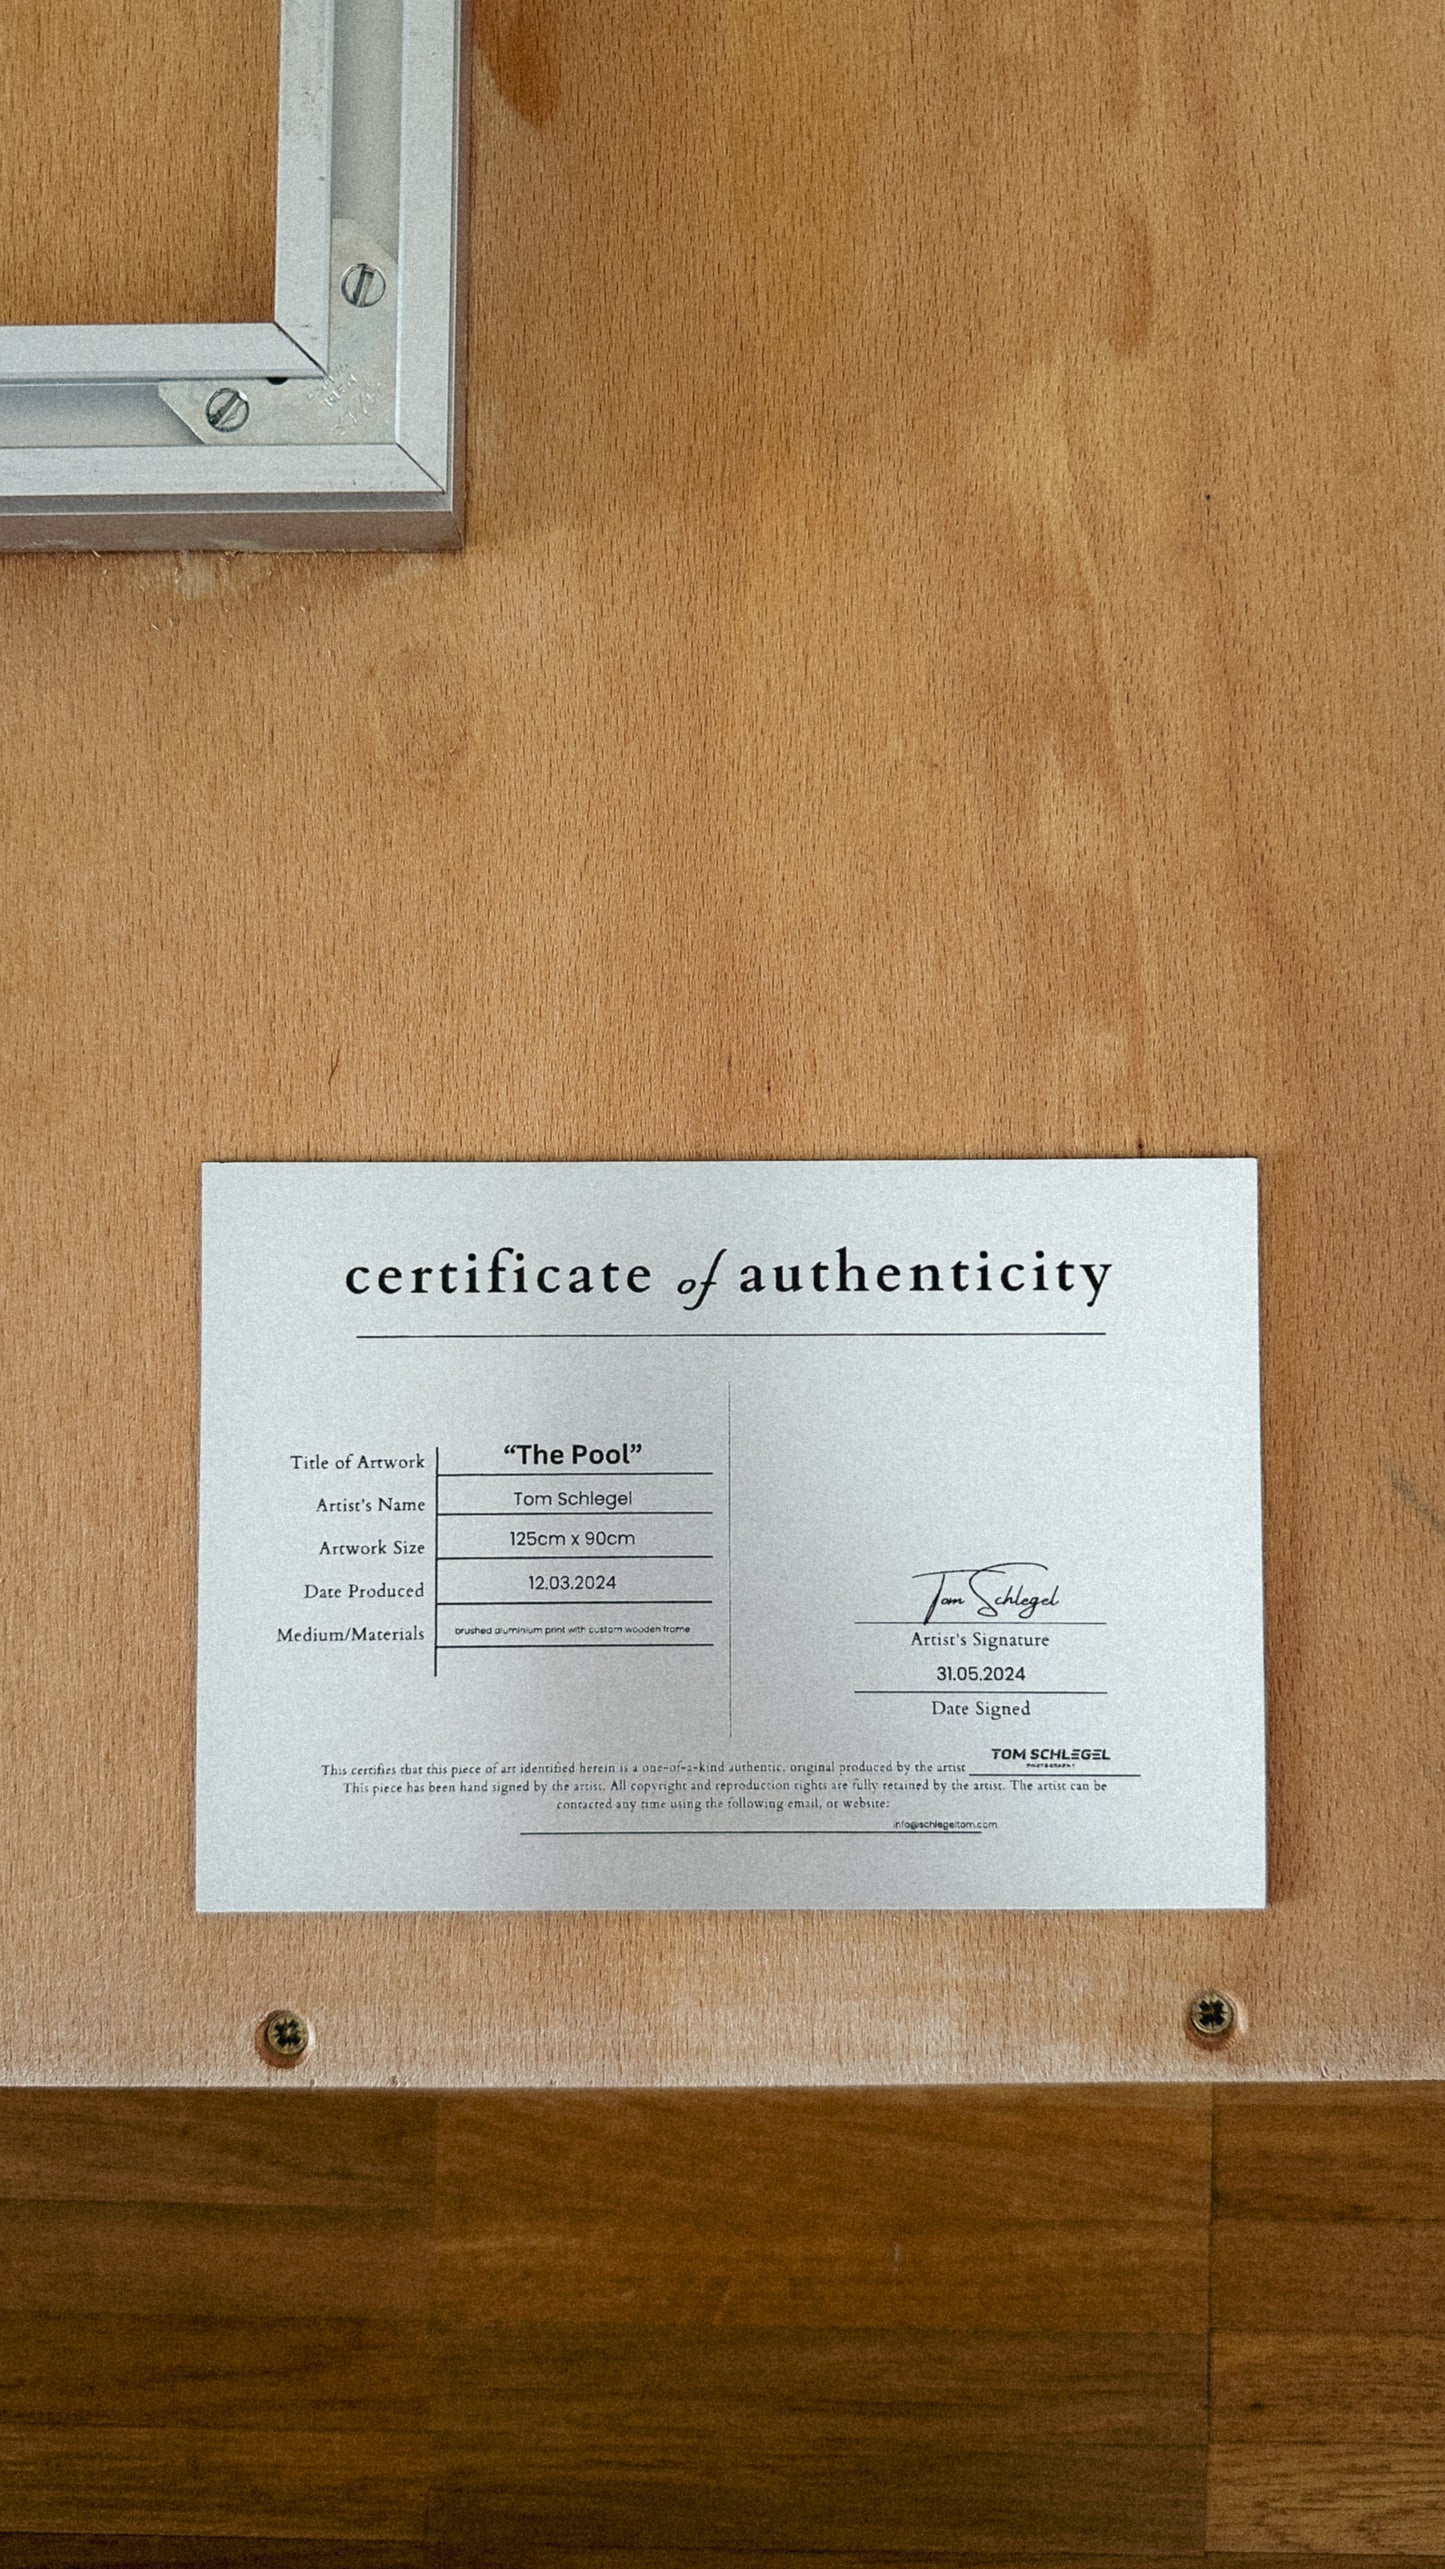 certificate of authenticity
Title of Artwork "The Pool"
Artist's Name Tom Schlegel
Artwork Size 125cm x 90cm
Date Produced 12.03.2024
Medium/Materials brushed aluminium print with custom wooden frame
Tom Schlegel
Artist's Signature
31.05.2024
Date Signed
This certifies that this piece of art identified herein is a one-of-a-kind authentic, original produced by the artist TOM SCHLEGEL
PHOTOGRAPHY
This piece has been hand signed by the artist. All copyright and reproduction rights are fully retained by the artist. The artist can be
contacted any time using the following email, or website:
info@schlegeltom.com